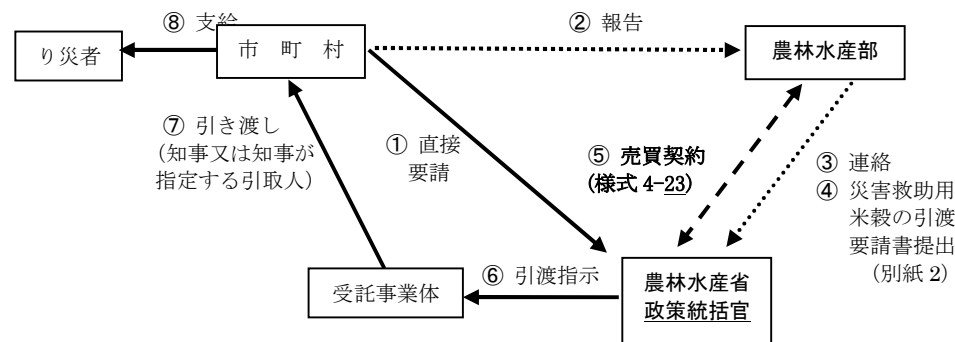 ⑧ 支給
② 報告
り災者
市 町 村
農林水産部
⑦ 引き渡し
(知事又は知事が
指定する引取人)
① 直接
要請
⑤ 売買契約
(様式 4-23)
③ 連絡
④ 災害救助用
米穀の引渡
要請書提出
(別紙 2)
受託事業体
⑥ 引渡指示
農林水産省
政策統括官